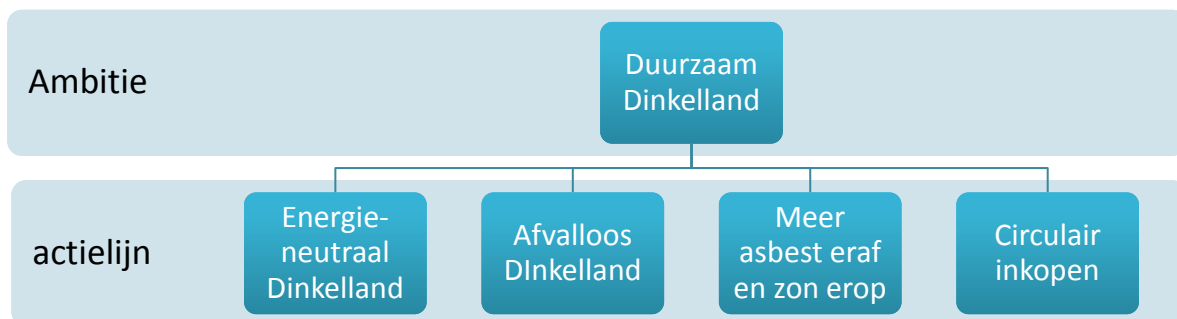 Ambitie
Duurzaam
Dinkelland
actielijn
Energie-
neutraal
Dinkelland
Afvalloos
DInkelland
Meer
asbest eraf
en zon erop
Circulair
inkopen